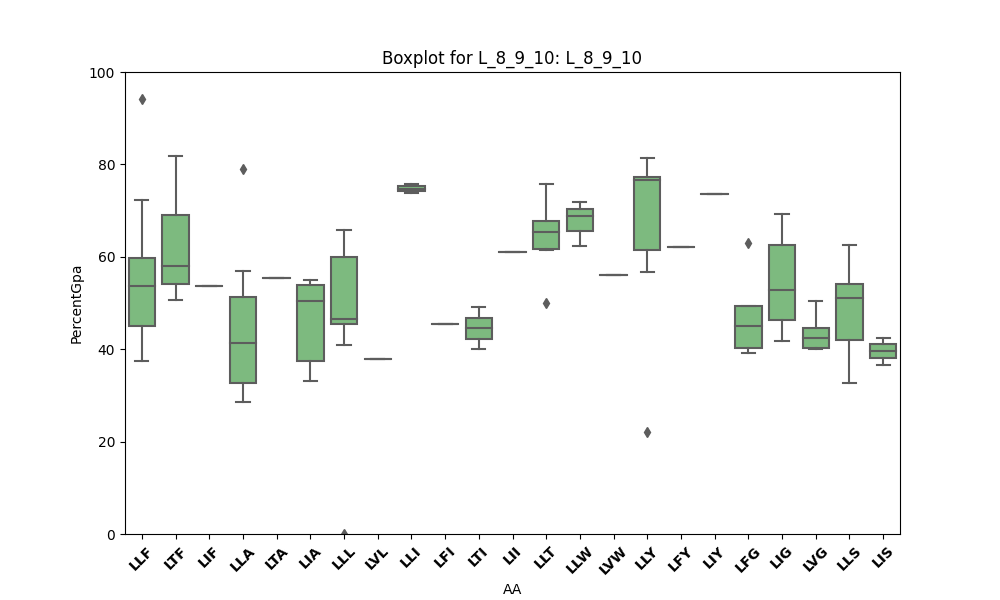 Boxplot for L_8_9_10: L_8_9_10
PercentGpa
100
80
60
40
20
0
LLF LTF LIF LLA LTA LIA LLL LVL LLI LFI LTI LII LLT LLW LVW LLY LFY LIY LFG LIG LVG LLS LIS
AA